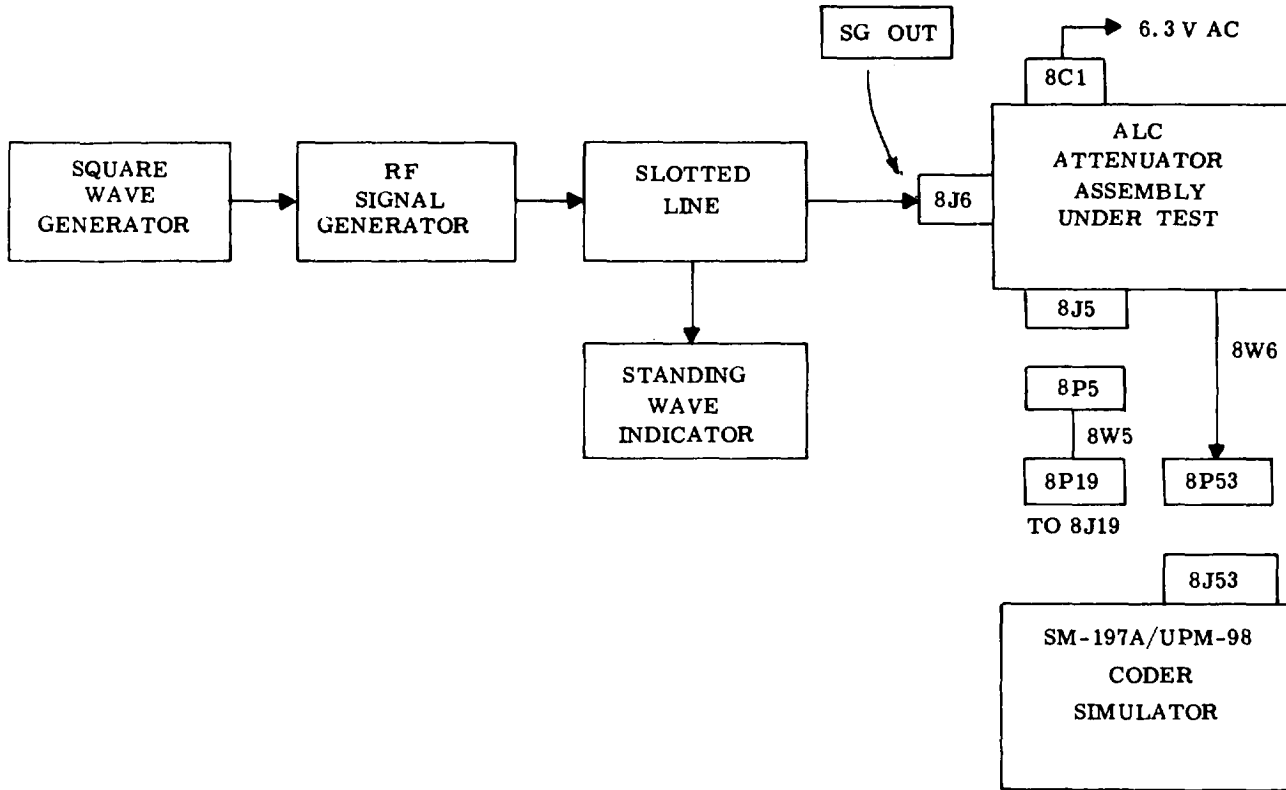 SG OUT
6.3 V AC
8C1
SQUARE
WAVE
GENERATOR
RF
SIGNAL
GENERATOR
SLOTTED
LINE
8J6
ALC
ATTENUATOR
ASSEMBLY
UNDER TEST
8J5
STANDING
WAVE
INDICATOR
8W6
8P5
8W5
8P19
TO 8J19
8P53
8J53
SM-197A/UPM-98
CODER
SIMULATOR